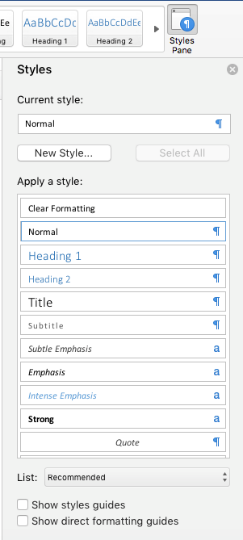 Ee AaBbCcDc AaBbCcDdEe
ng Heading 1 Heading 2
Styles
Pane
Styles
Current style:
Normal ¶
New Style... Select All
Apply a style:
Clear Formatting
Normal ¶
Heading 1 ¶
Heading 2 ¶
Title ¶
Subtitle ¶
Subtle Emphasis a
Emphasis a
Intense Emphasis a
Strong a
Quote ¶
List: Recommended
Show styles guides
Show direct formatting guides